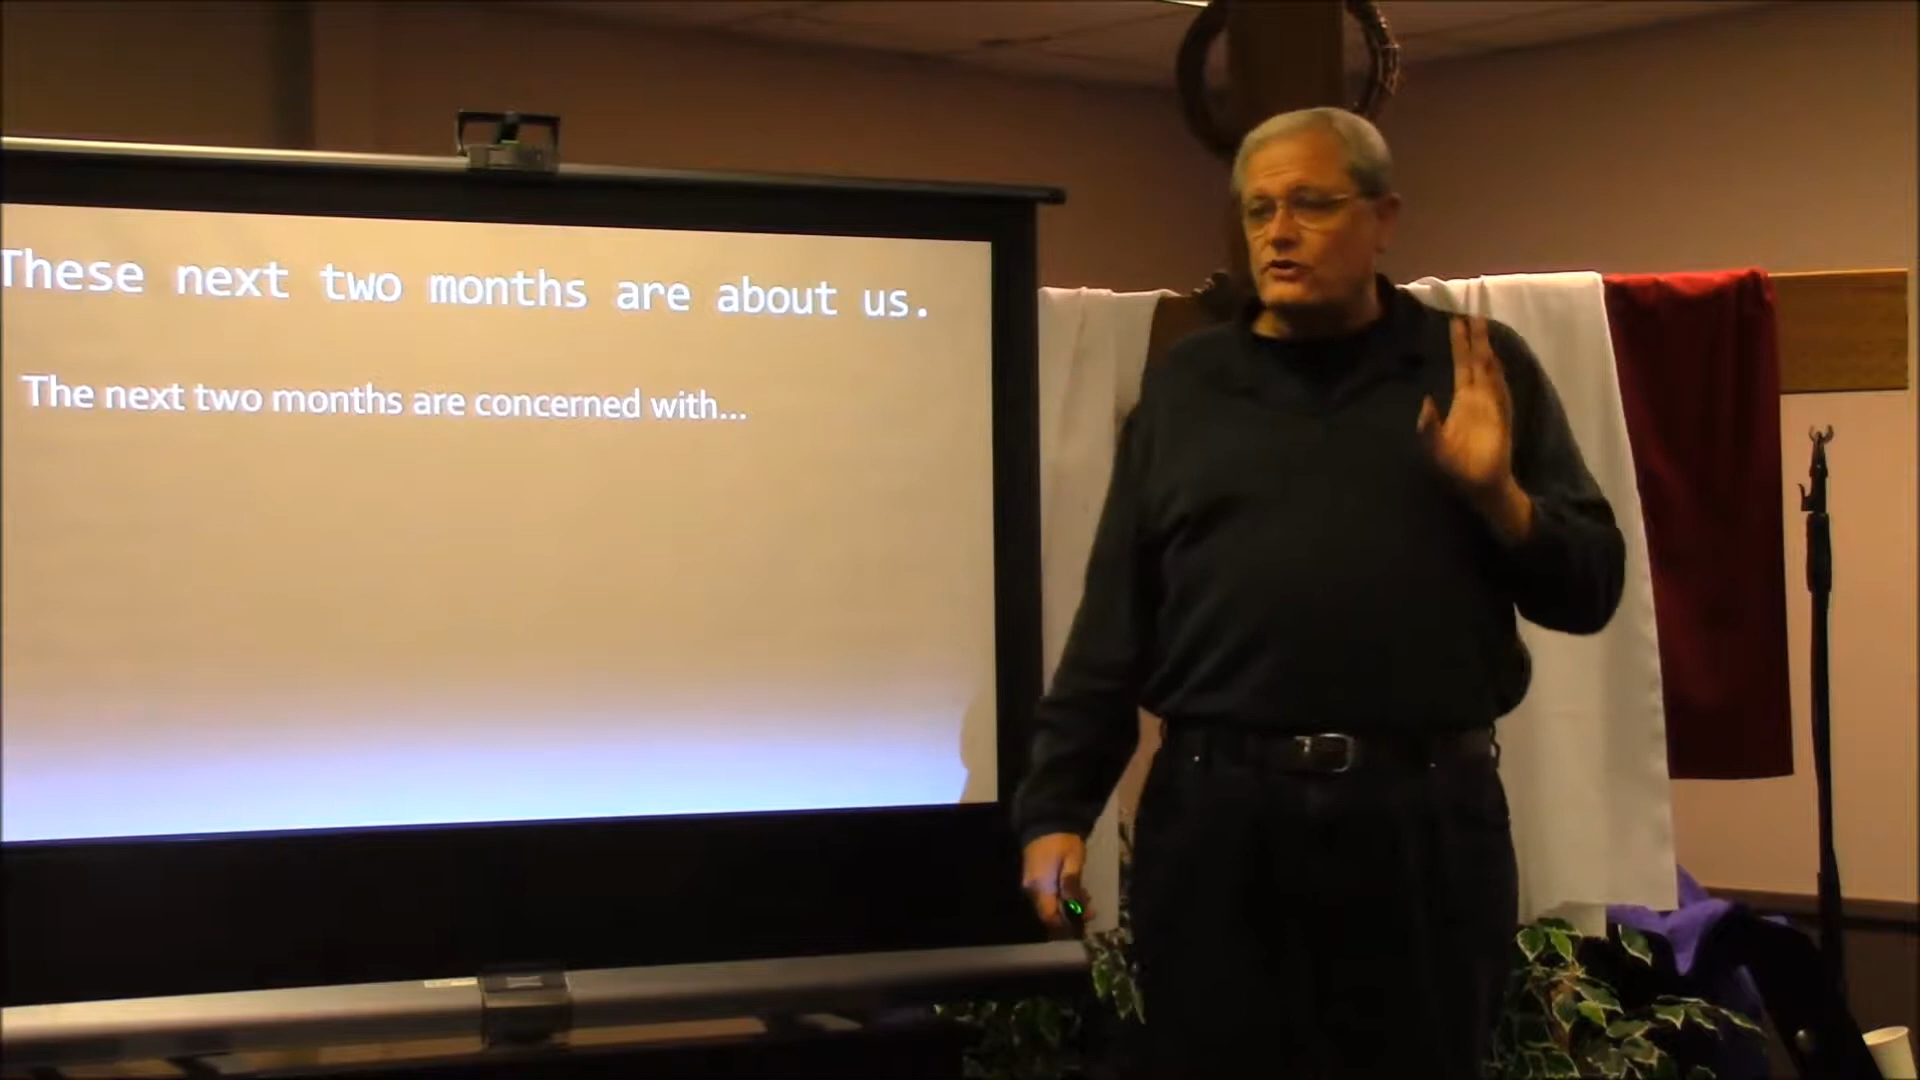 These next two months are about us.
The next two months are concerned with...